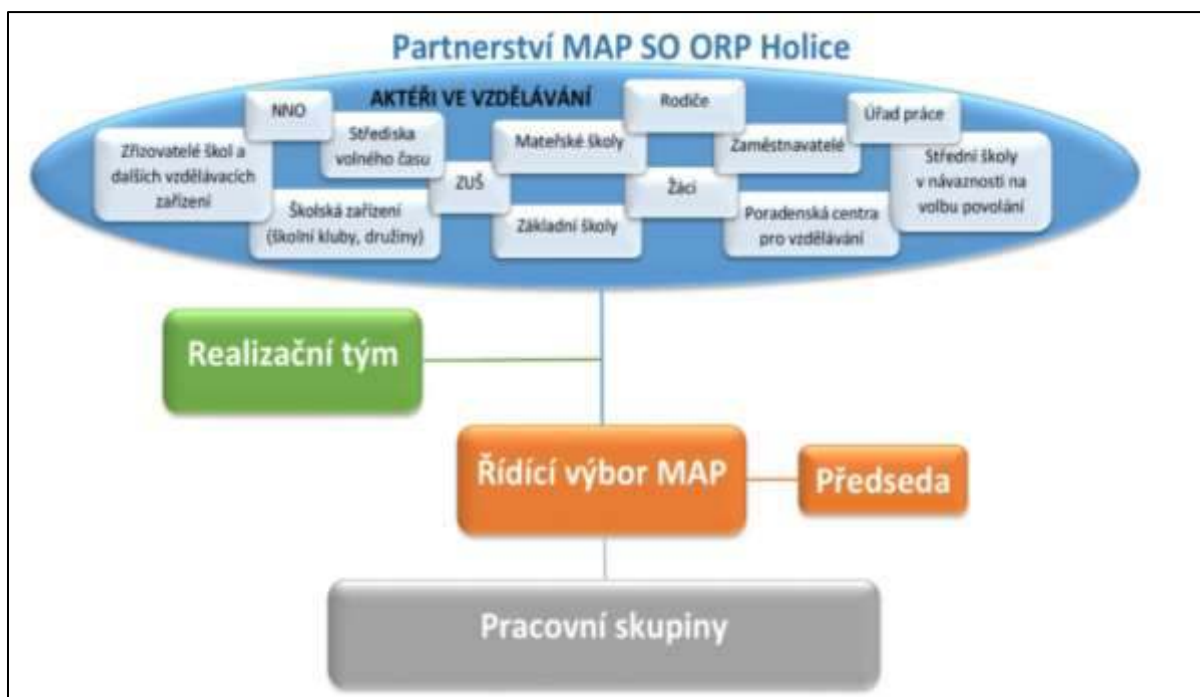 Partnerství MAP SO ORP Holice
AKTÉŘI VE VZDĚLÁVÁNÍ
NNO
Rodiče
Úřad práce
Střediska
volného času
Mateřské školy
Zaměstnavatelé
Zřizovatelé škol a
dalších vzdělávacích
zařízení
ZUŠ
Žáci
Střední školy
v návaznosti na
volbu povolání
Školská zařízení
(školní kluby, družiny)
Základní školy
Poradenská centra
pro vzdělávání
Realizační tým
Řídící výbor MAP
Předseda
Pracovní skupiny